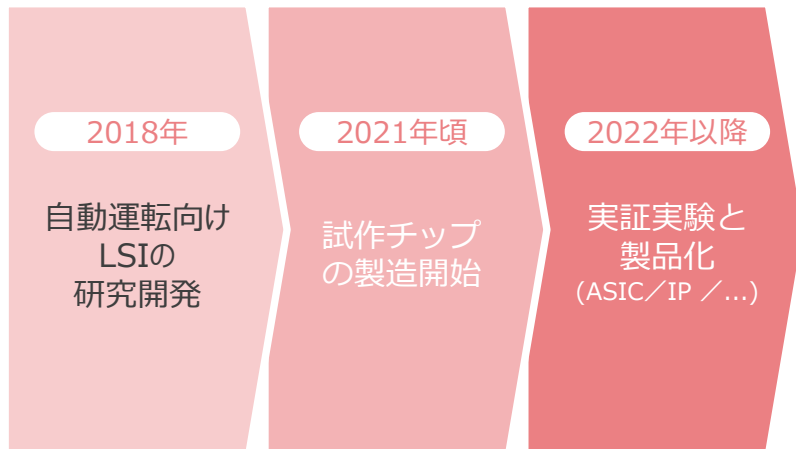 2018年
自動運転向け
LSIの
研究開発
2021年頃
試作チップ
の製造開始
2022年以降
実証実験と
製品化
(ASIC／IP ／...)